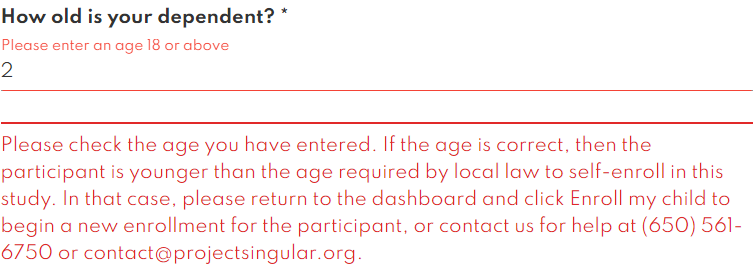 How old is your dependent? *
Please enter an age 18 or above
2
Please check the age you have entered. If the age is correct, then the
participant is younger than the age required by local law to self-enroll in this
study. In that case, please return to the dashboard and click Enroll my child to
begin a new enrollment for the participant, or contact us for help at (650) 561-
6750 or contact@projectsingular.org.